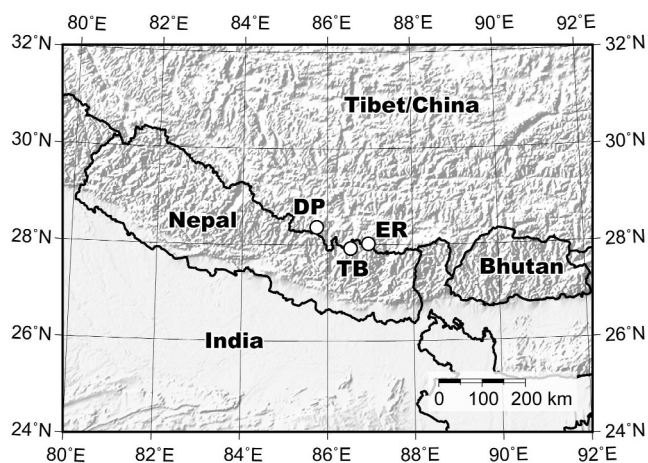 80°E 82°E 84°E 86°E 88°E 90°E 92°E
32°N 32°N
Tibet/China
30°N 30°N
DP
Nepal ER
28°N 28°N
TB Bhutan
26°N 26°N
India
0 100 200 km
24°N 24°N
80°E 82°E 84°E 86°E 88°E 90°E 92°E